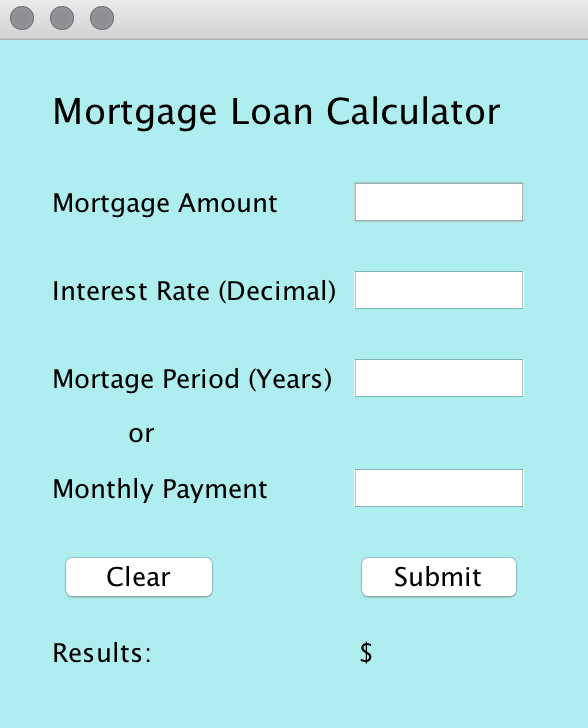 Mortgage Loan Calculator
Mortgage Amount
Interest Rate (Decimal)
Mortage Period (Years)
or
Monthly Payment
Clear Submit
Results: $